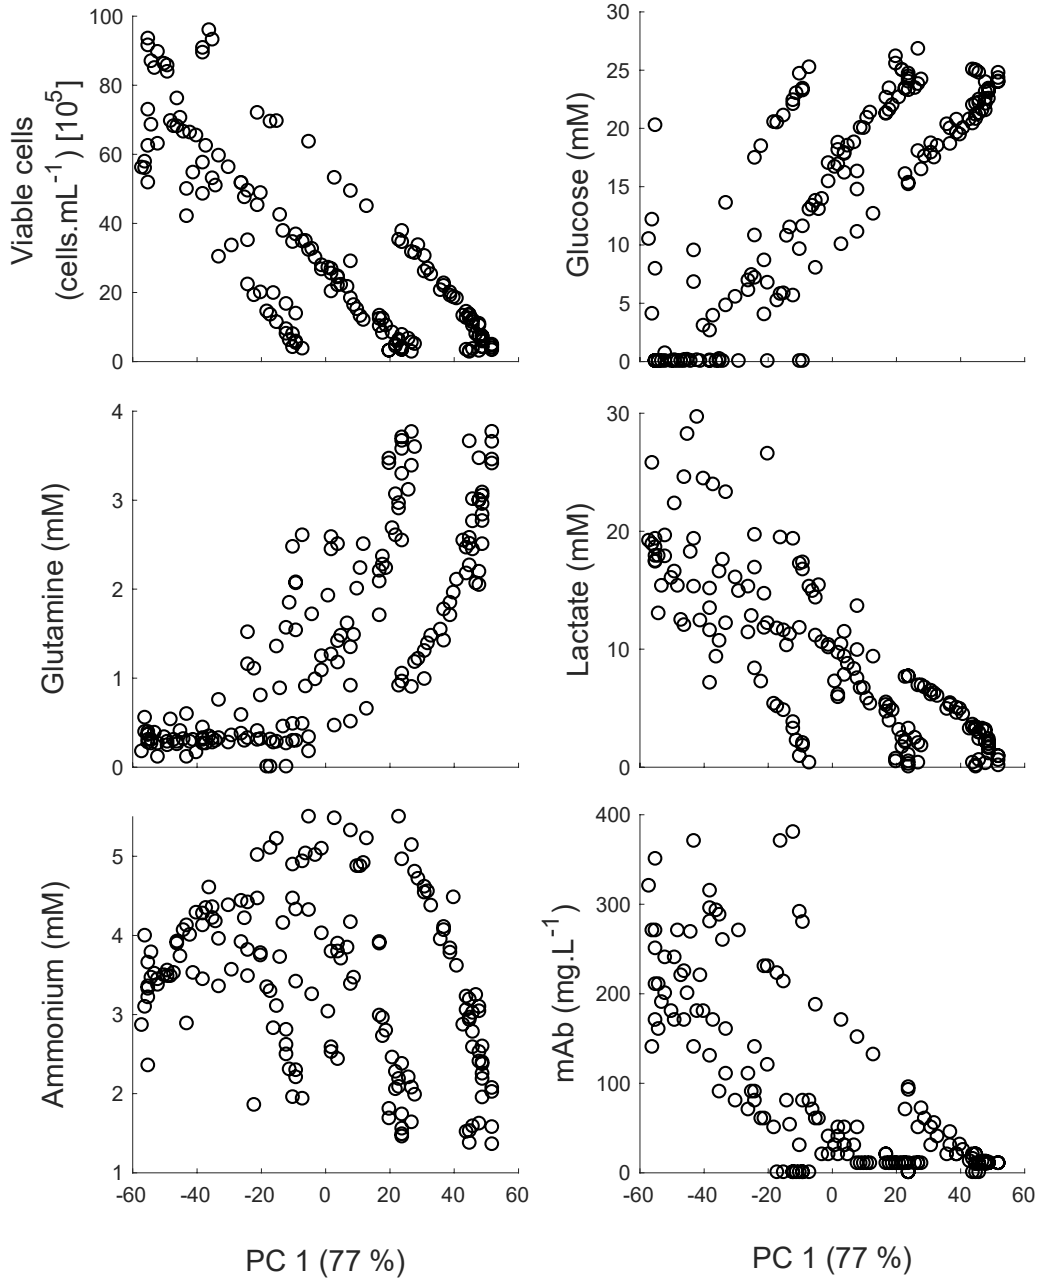 Viable cells
(cells.mL⁻¹) [10⁵]
100
80
60
40
20
0
Glucose (mM)
30
25
20
15
10
5
0
Glutamine (mM)
4
3
2
1
0
Lactate (mM)
30
20
10
0
Ammonium (mM)
5
4
3
2
1
-60 -40 -20 0 20 40 60
PC 1 (77 %)
mAb (mg.L⁻¹)
400
300
200
100
0
-60 -40 -20 0 20 40 60
PC 1 (77 %)